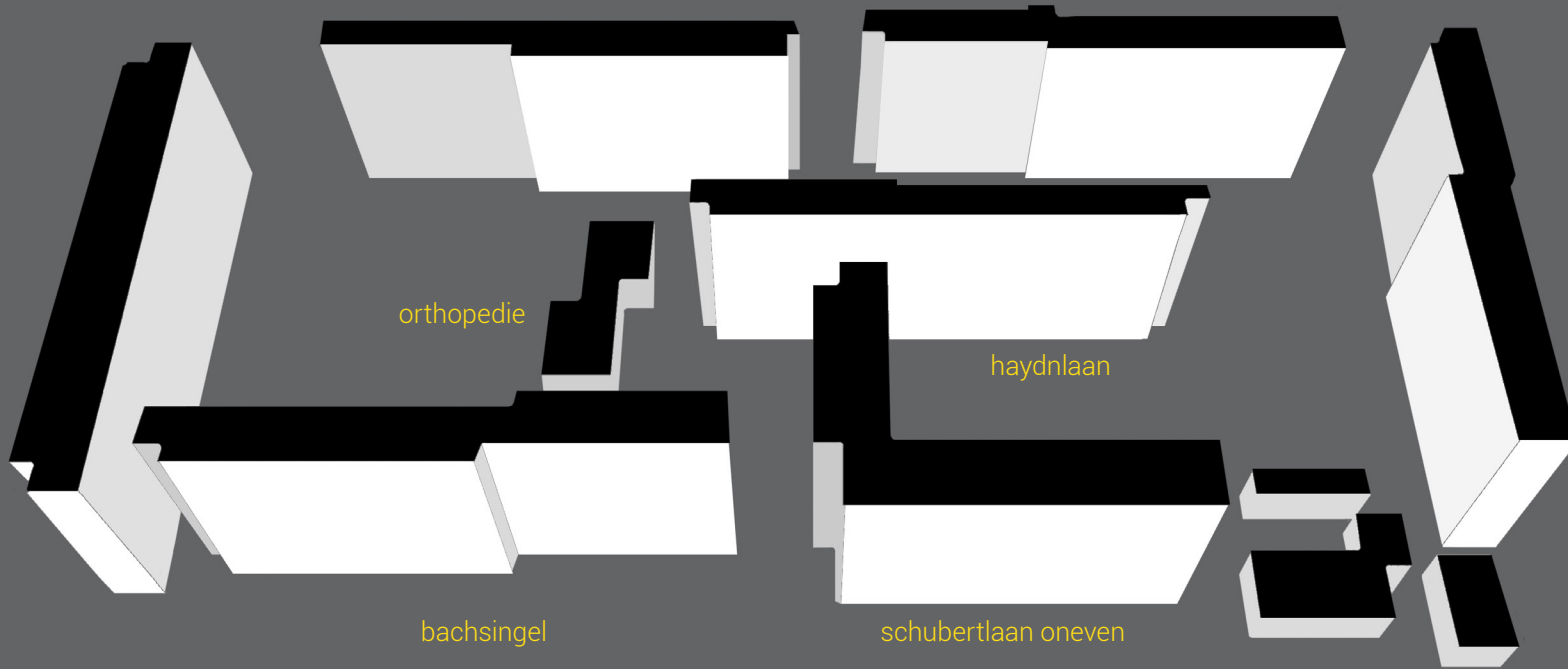 orthopedie
haydnlaan
bachsingel
schubertlaan oneven